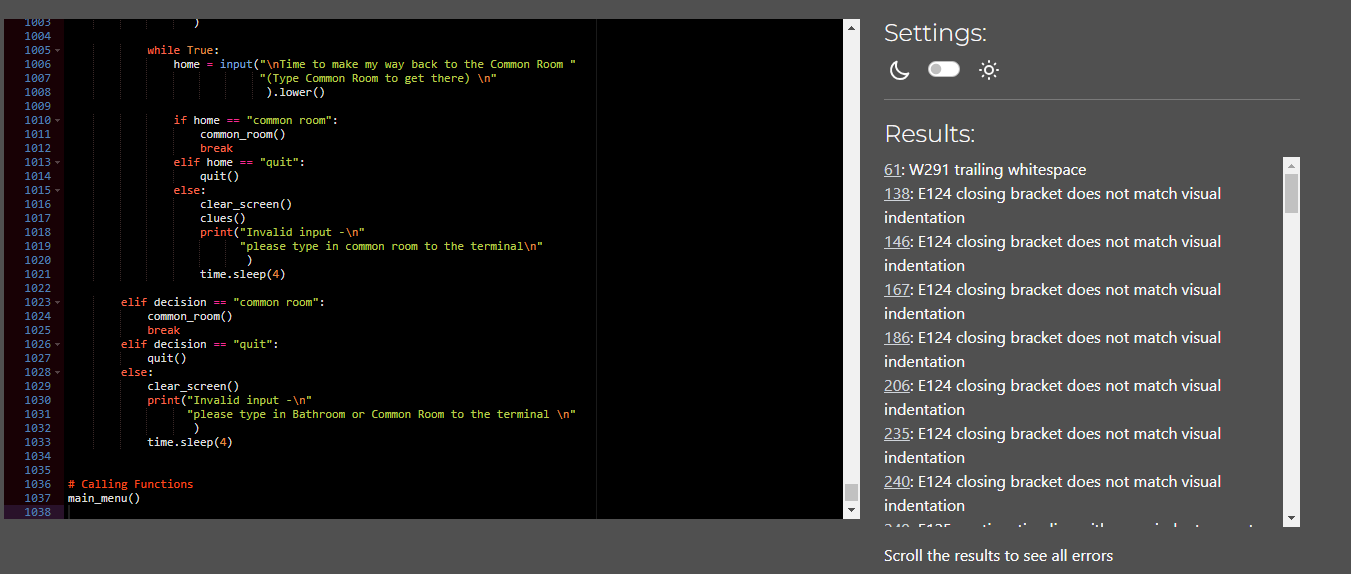 1003 )
1004
1005 while True:
1006 home = input("\nTime to make my way back to the Common Room "
1007 "(Type Common Room to get there) \n"
1008 ).lower()
1009
1010 if home == "common room":
1011 common_room()
1012 break
1013 elif home == "quit":
1014 quit()
1015 else:
1016 clear_screen()
1017 clues()
1018 print("Invalid input -\n"
1019 "please type in common room to the terminal\n"
1020 )
1021 time.sleep(4)
1022
1023 elif decision == "common room":
1024 common_room()
1025 break
1026 elif decision == "quit":
1027 quit()
1028 else:
1029 clear_screen()
1030 print("Invalid input -\n"
1031 "please type in Bathroom or Common Room to the terminal \n"
1032 )
1033 time.sleep(4)
1034
1035
1036 # Calling Functions
1037 main_menu()
1038
Settings:
Results:
61: W291 trailing whitespace
138: E124 closing bracket does not match visual
indentation
146: E124 closing bracket does not match visual
indentation
167: E124 closing bracket does not match visual
indentation
186: E124 closing bracket does not match visual
indentation
206: E124 closing bracket does not match visual
indentation
235: E124 closing bracket does not match visual
indentation
240: E124 closing bracket does not match visual
indentation
Scroll the results to see all errors